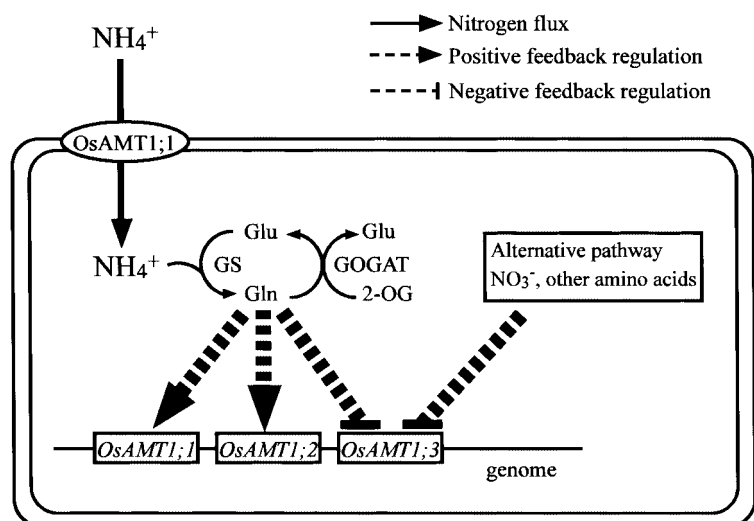 NH₄⁺
Nitrogen flux
Positive feedback regulation
Negative feedback regulation
OsAMT1;1
NH₄⁺
Glu
Glu
GS
GOGAT
Gln
2-OG
Alternative pathway
NO₃⁻, other amino acids
OsAMT1;1
OsAMT1;2
OsAMT1;3
genome